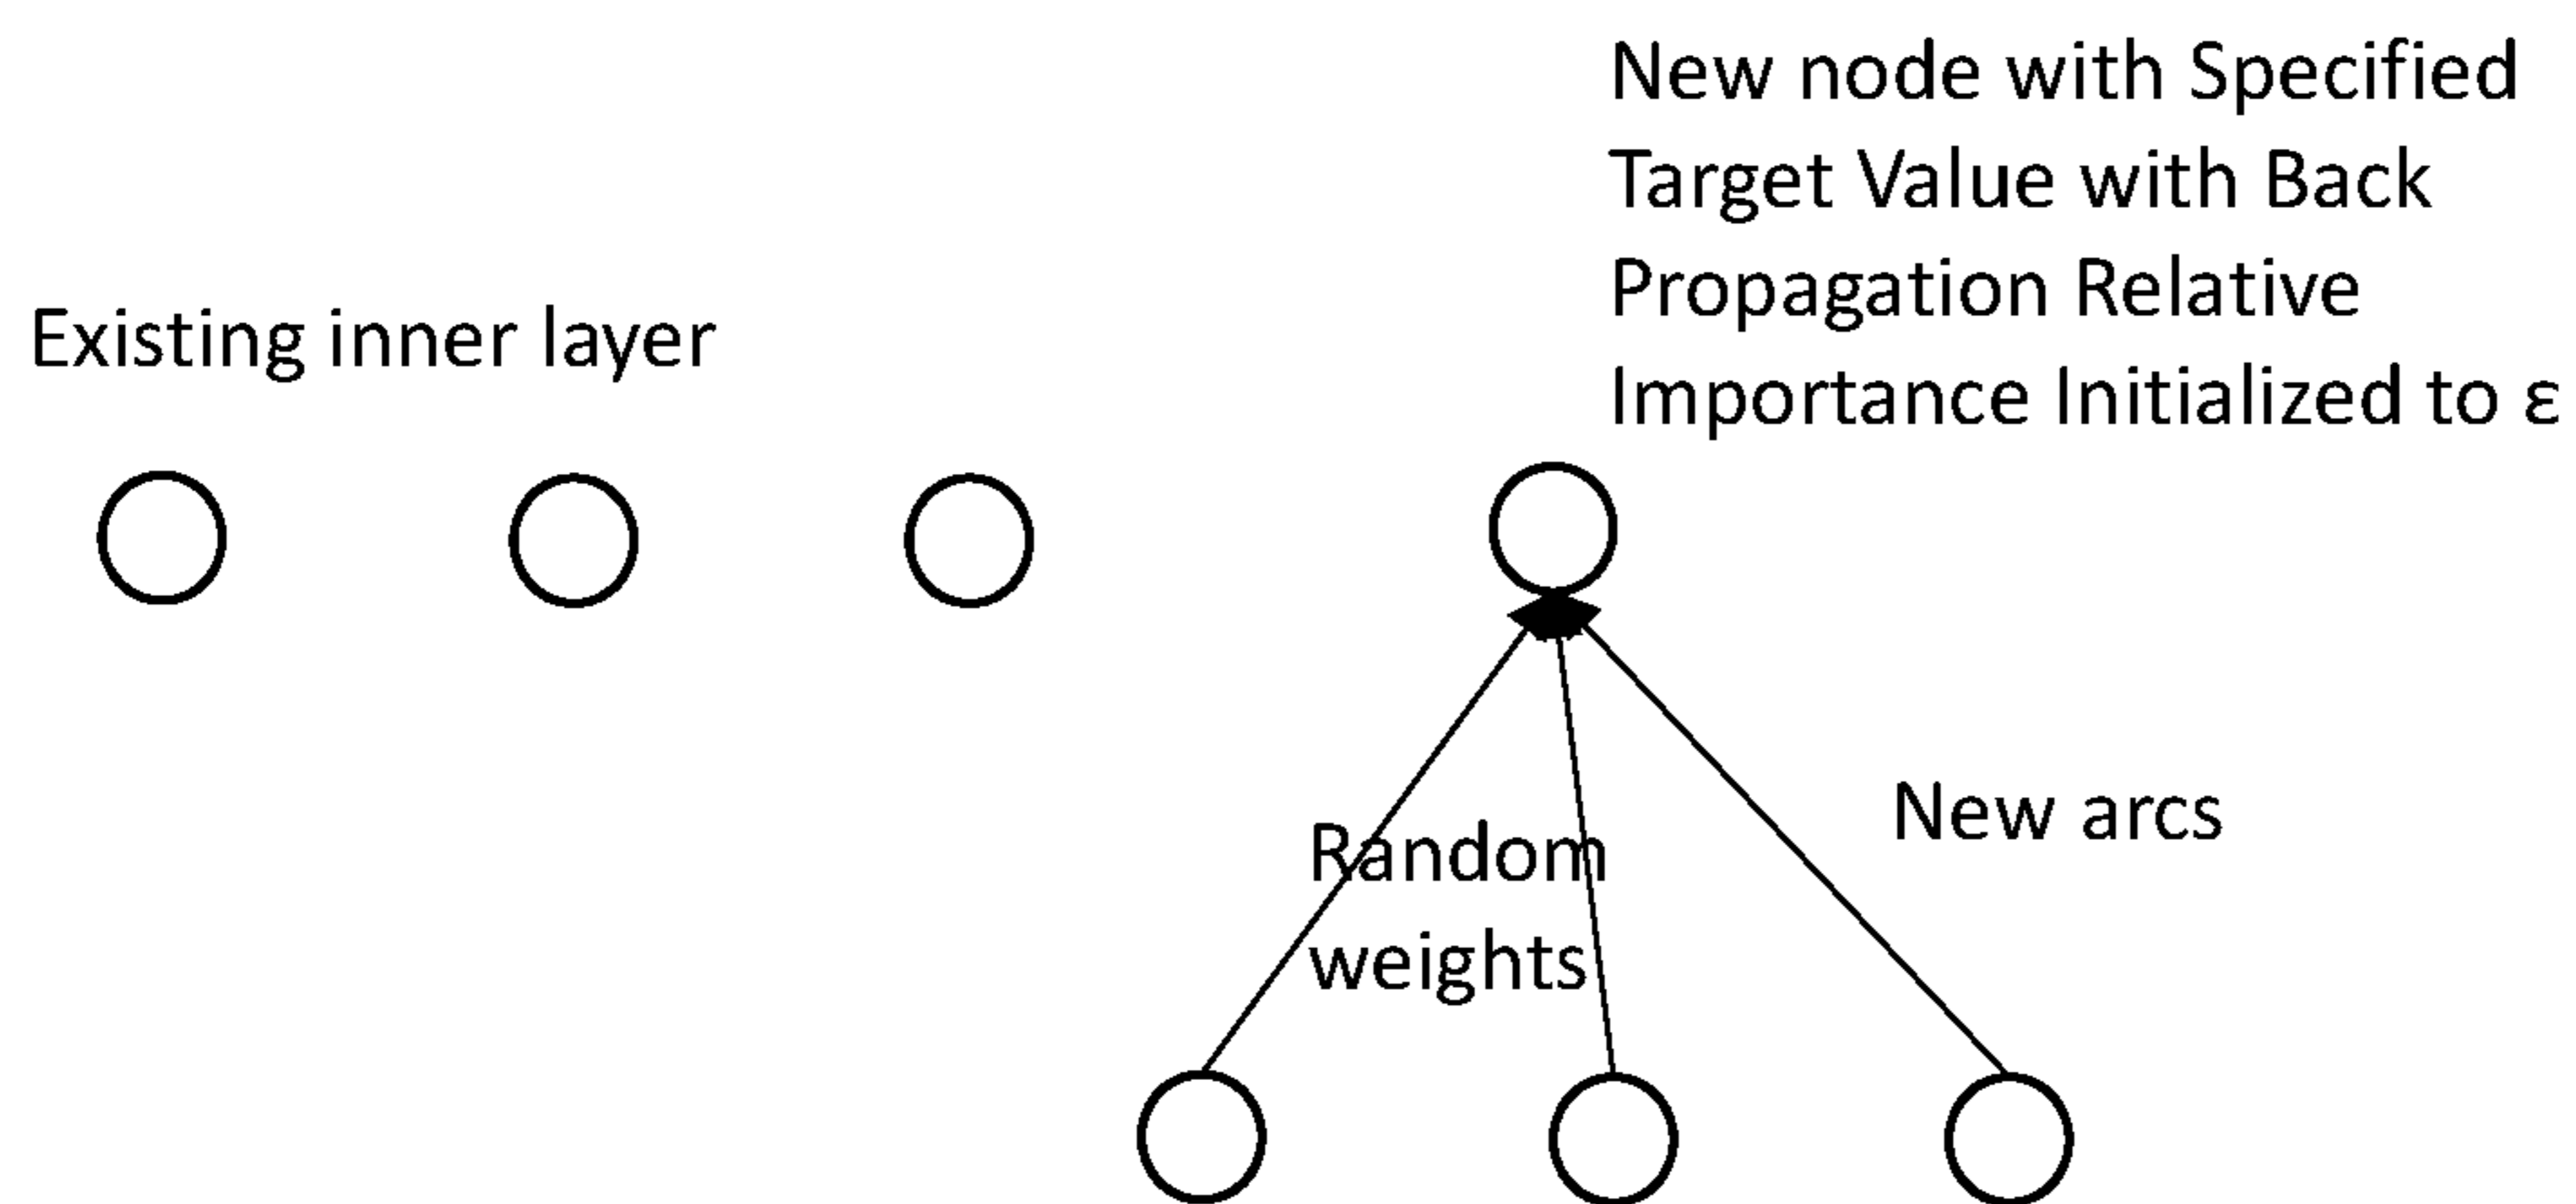 New node with Specified
Target Value with Back
Propagation Relative
Importance Initialized to ε
Existing inner layer
Random
weights
New arcs